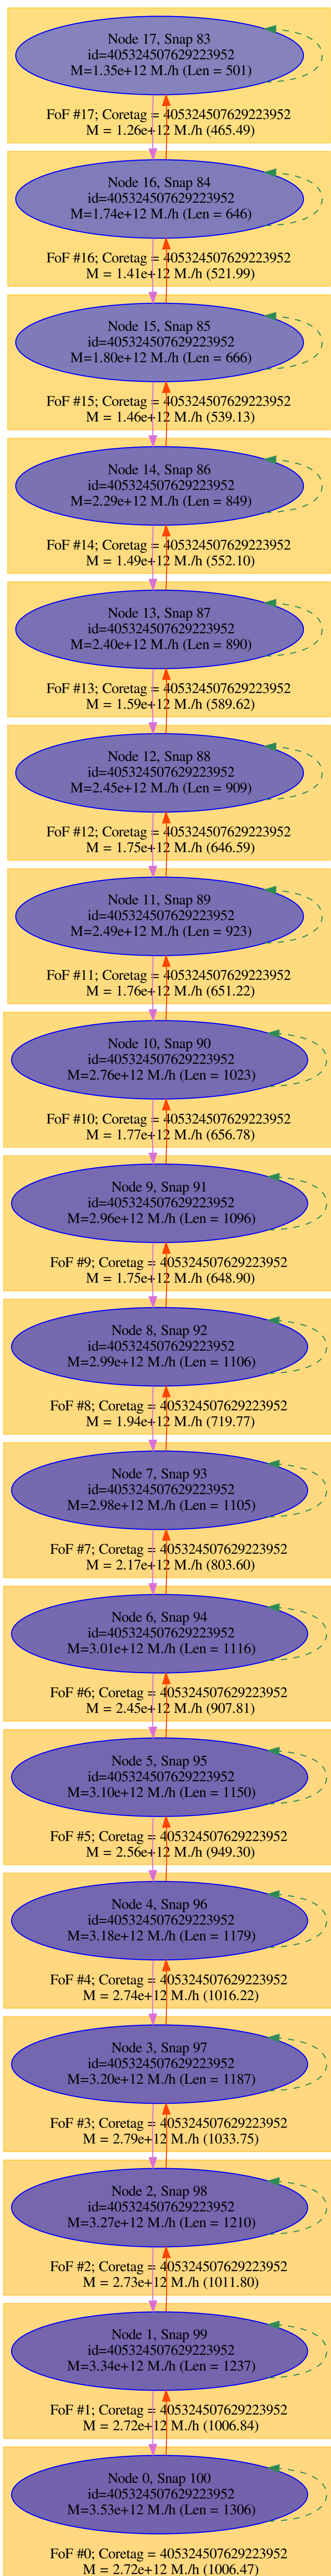 Node 17, Snap 83
id=405324507629223952
M=1.35e+12 M./h (Len = 501)
FoF #17; Coretag = 405324507629223952
M = 1.26e+12 M./h (465.49)
Node 16, Snap 84
id=405324507629223952
M=1.74e+12 M./h (Len = 646)
FoF #16; Coretag = 405324507629223952
M = 1.41e+12 M./h (521.99)
Node 15, Snap 85
id=405324507629223952
M=1.80e+12 M./h (Len = 666)
FoF #15; Coretag = 405324507629223952
M = 1.46e+12 M./h (539.13)
Node 14, Snap 86
id=405324507629223952
M=2.29e+12 M./h (Len = 849)
FoF #14; Coretag = 405324507629223952
M = 1.49e+12 M./h (552.10)
Node 13, Snap 87
id=405324507629223952
M=2.40e+12 M./h (Len = 890)
FoF #13; Coretag = 405324507629223952
M = 1.59e+12 M./h (589.62)
Node 12, Snap 88
id=405324507629223952
M=2.45e+12 M./h (Len = 909)
FoF #12; Coretag = 405324507629223952
M = 1.75e+12 M./h (646.59)
Node 11, Snap 89
id=405324507629223952
M=2.49e+12 M./h (Len = 923)
FoF #11; Coretag = 405324507629223952
M = 1.76e+12 M./h (651.22)
Node 10, Snap 90
id=405324507629223952
M=2.76e+12 M./h (Len = 1023)
FoF #10; Coretag = 405324507629223952
M = 1.77e+12 M./h (656.78)
Node 9, Snap 91
id=405324507629223952
M=2.96e+12 M./h (Len = 1096)
FoF #9; Coretag = 405324507629223952
M = 1.75e+12 M./h (648.90)
Node 8, Snap 92
id=405324507629223952
M=2.99e+12 M./h (Len = 1106)
FoF #8; Coretag = 405324507629223952
M = 1.94e+12 M./h (719.77)
Node 7, Snap 93
id=405324507629223952
M=2.98e+12 M./h (Len = 1105)
FoF #7; Coretag = 405324507629223952
M = 2.17e+12 M./h (803.60)
Node 6, Snap 94
id=405324507629223952
M=3.01e+12 M./h (Len = 1116)
FoF #6; Coretag = 405324507629223952
M = 2.45e+12 M./h (907.81)
Node 5, Snap 95
id=405324507629223952
M=3.10e+12 M./h (Len = 1150)
FoF #5; Coretag = 405324507629223952
M = 2.56e+12 M./h (949.30)
Node 4, Snap 96
id=405324507629223952
M=3.18e+12 M./h (Len = 1179)
FoF #4; Coretag = 405324507629223952
M = 2.74e+12 M./h (1016.22)
Node 3, Snap 97
id=405324507629223952
M=3.20e+12 M./h (Len = 1187)
FoF #3; Coretag = 405324507629223952
M = 2.79e+12 M./h (1033.75)
Node 2, Snap 98
id=405324507629223952
M=3.27e+12 M./h (Len = 1210)
FoF #2; Coretag = 405324507629223952
M = 2.73e+12 M./h (1011.80)
Node 1, Snap 99
id=405324507629223952
M=3.34e+12 M./h (Len = 1237)
FoF #1; Coretag = 405324507629223952
M = 2.72e+12 M./h (1006.84)
Node 0, Snap 100
id=405324507629223952
M=3.53e+12 M./h (Len = 1306)
FoF #0; Coretag = 405324507629223952
M = 2.72e+12 M./h (1006.47)